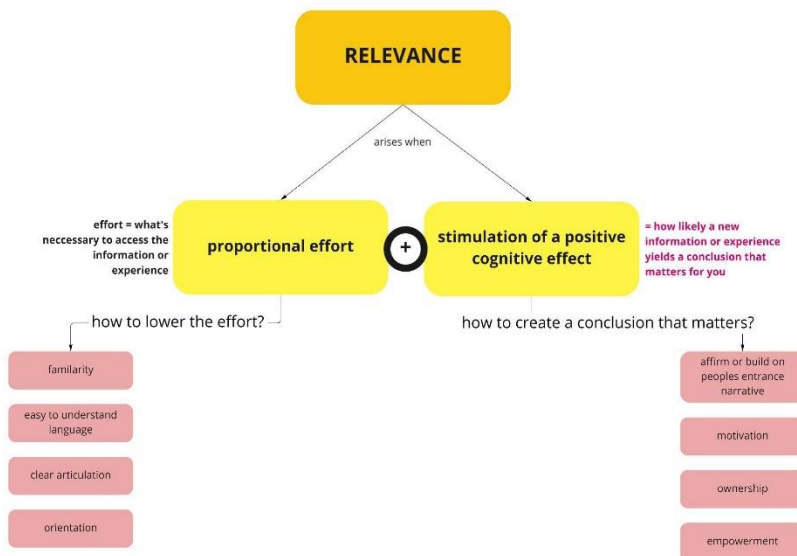 RELEVANCE
arises when
effort = what's
neccessary to access the
information or
experience
proportional effort
+
stimulation of a positive
cognitive effect
= how likely a new
information or experience
yields a conclusion that
matters for you
how to lower the effort?
how to create a conclusion that matters?
familarity
easy to understand
language
clear articulation
orientation
affirm or build on
peoples entrance
narrative
motivation
ownership
empowerment